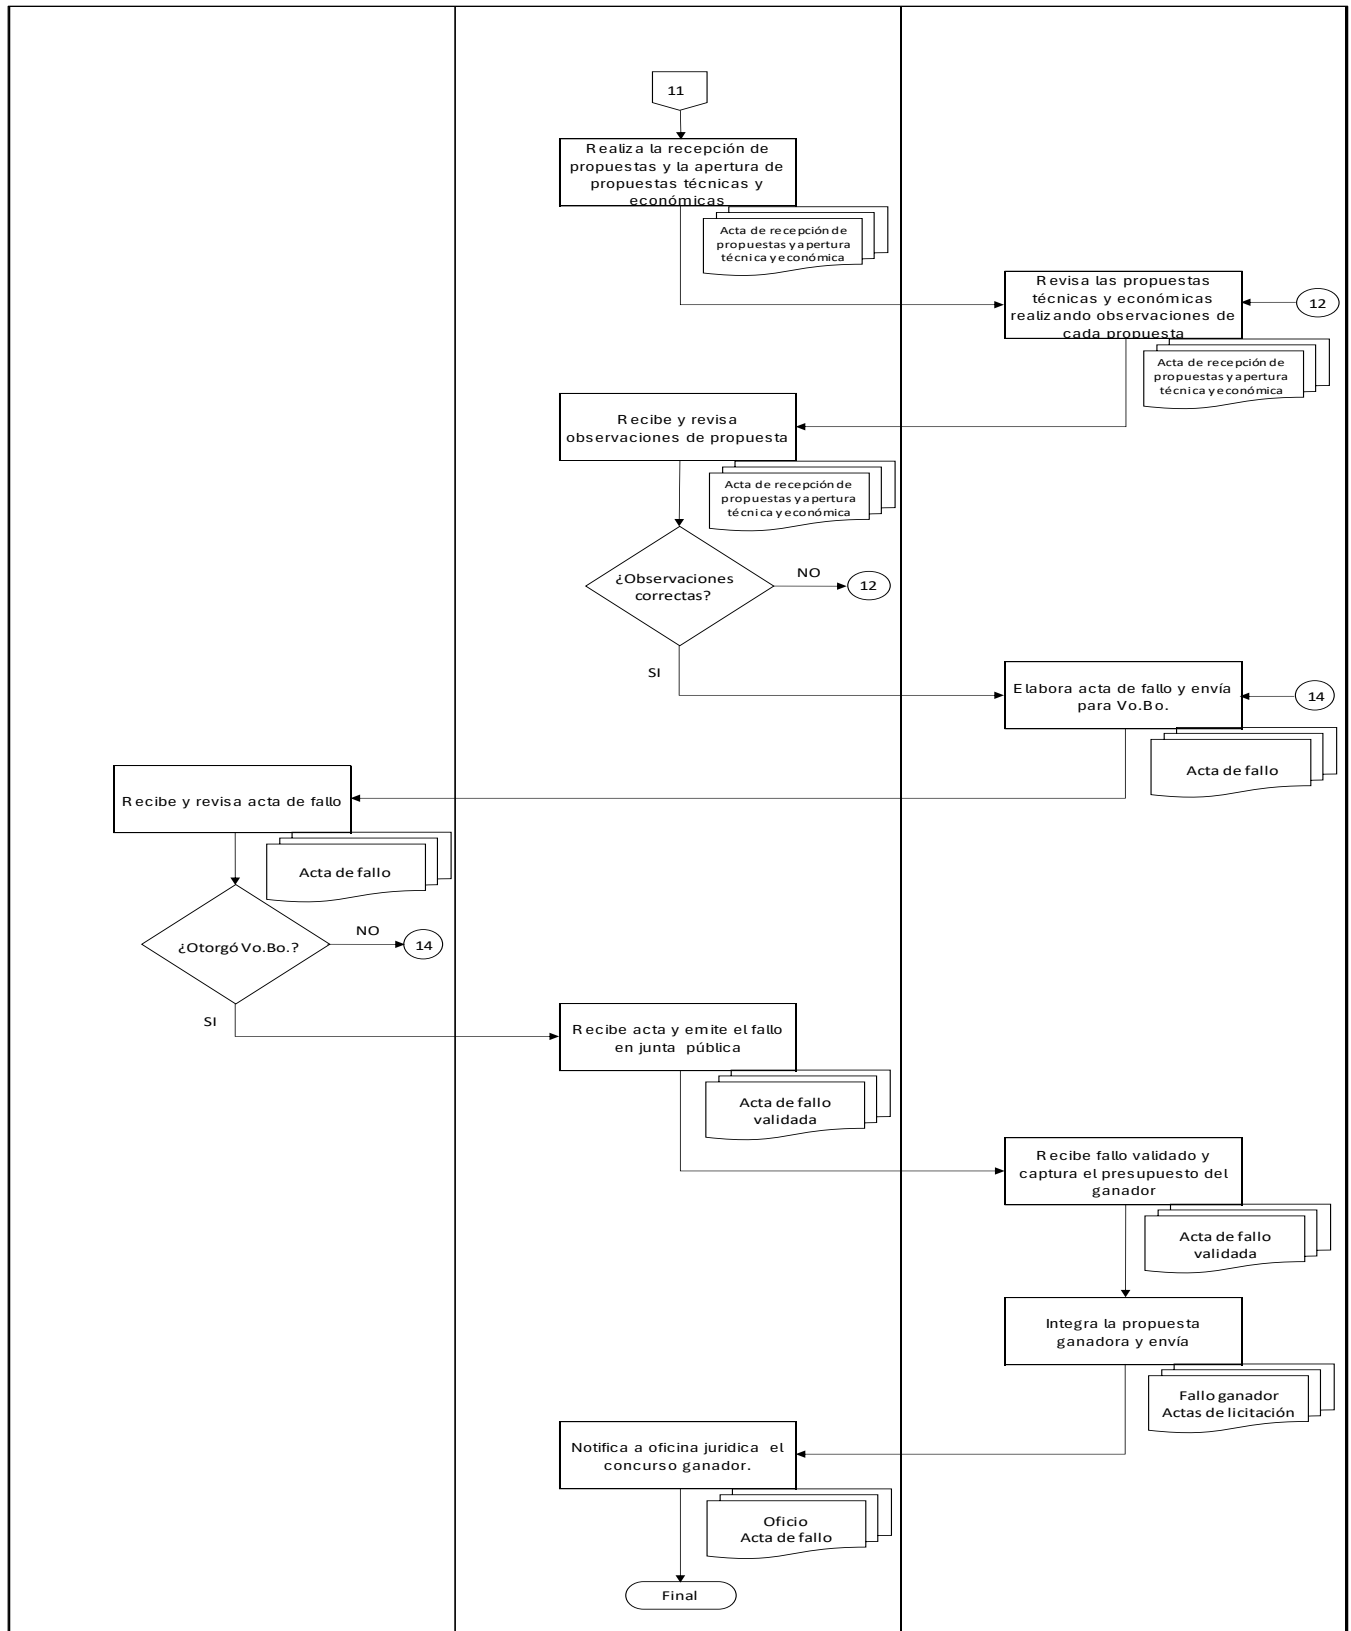 11
Realiza la recepción de
propuestas y la apertura de
propuestas técnicas y
económicas
Acta de recepción de
propuestas y apertura
técnica y económica
Revisa las propuestas
técnicas y económicas
realizando observaciones de
cada propuesta
12
Acta de recepción de
propuestas y apertura
técnica y económica
Recibe y revisa
observaciones de propuesta
Acta de recepción de
propuestas y apertura
técnica y económica
¿Observaciones
correctas?
NO
12
SI
Elabora acta de fallo y envía
para Vo.Bo.
14
Acta de fallo
Recibe y revisa acta de fallo
Acta de fallo
¿Otorgó Vo.Bo.?
NO
14
SI
Recibe acta y emite el fallo
en junta pública
Acta de fallo
validada
Recibe fallo validado y
captura el presupuesto del
ganador
Acta de fallo
validada
Integra la propuesta
ganadora y envía
Fallo ganador
Actas de licitación
Notifica a oficina juridica el
concurso ganador.
Oficio
Acta de fallo
Final